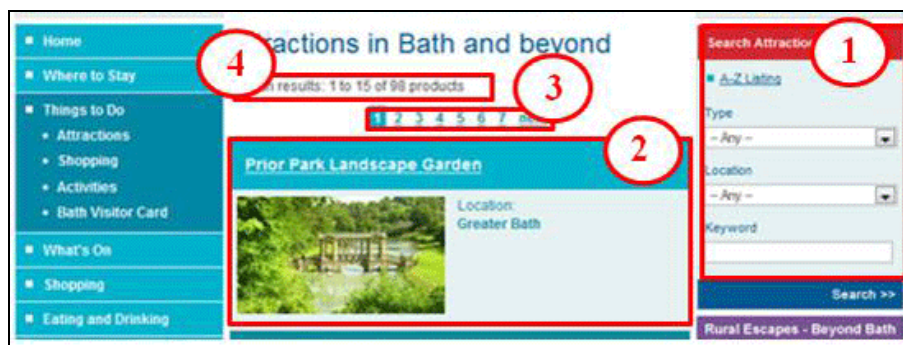 Home
Where to Stay
Things to Do
Attractions
Shopping
Activities
Bath Visitor Card
What's On
Shopping
Eating and Drinking
in Bath and beyond
4
results: 1 to 15 of 98 products
3
1 2 3 4 5 6 7
2
Prior Park Landscape Garden
Location:
Greater Bath
Search
1
A-Z Listing
Type
-- Any --
Location
-- Any --
Keyword
Search >>
Rural Escapes - Beyond Bath